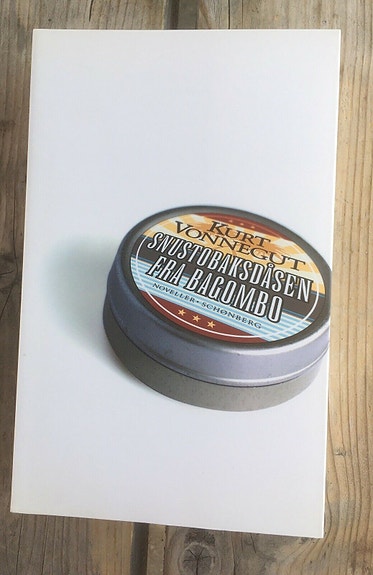 KURT
VONNEGUT
SNUSTOBAKSDÅSEN
FRA BAGOMBO
NOVELLER • SCHØNBERG